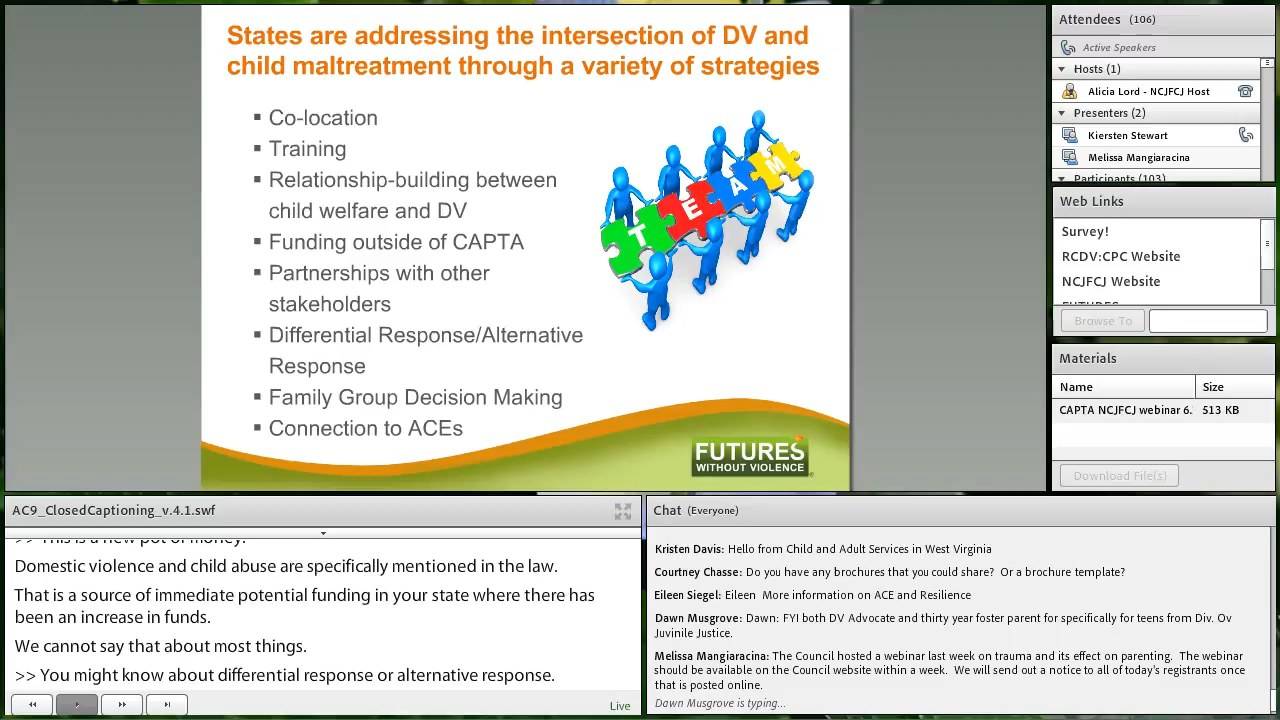 States are addressing the intersection of DV and
child maltreatment through a variety of strategies
Co-location
Training
Relationship-building between
child welfare and DV
Funding outside of CAPTA
Partnerships with other
stakeholders
Differential Response/Alternative
Response
Family Group Decision Making
Connection to ACEs
TEAM
FUTURES
WITHOUT VIOLENCE
Attendees (106)
Active Speakers
Hosts (1)
Alicia Lord - NCJFCJ Host
Presenters (2)
Kiersten Stewart
Melissa Mangiaracina
Participants (103)
Web Links
Survey!
RCDV:CPC Website
NCJFCJ Website
FUTURES
Browse To
Materials
Name Size
CAPTA NCJFCJ webinar 6. 513 KB
Download File(s)
AC9_ClosedCaptioning_v.4.1.swf
>> This is a new pot of money.
Domestic violence and child abuse are specifically mentioned in the law.
That is a source of immediate potential funding in your state where there has
been an increase in funds.
We cannot say that about most things.
>> You might know about differential response or alternative response.
Live
Chat (Everyone)
Kristen Davis: Hello from Child and Adult Services in West Virginia
Courtney Chasse: Do you have any brochures that you could share? Or a brochure template?
Eileen Siegel: Eileen More information on ACE and Resilience
Dawn Musgrove: Dawn: FYI both DV Advocate and thirty year foster parent for specifically for teens from Div. Ov
Juvinile Justice.
Melissa Mangiaracina: The Council hosted a webinar last week on trauma and its effect on parenting. The webinar
should be available on the Council website within a week. We will send out a notice to all of today's registrants once
that is posted online.
Dawn Musgrove is typing...